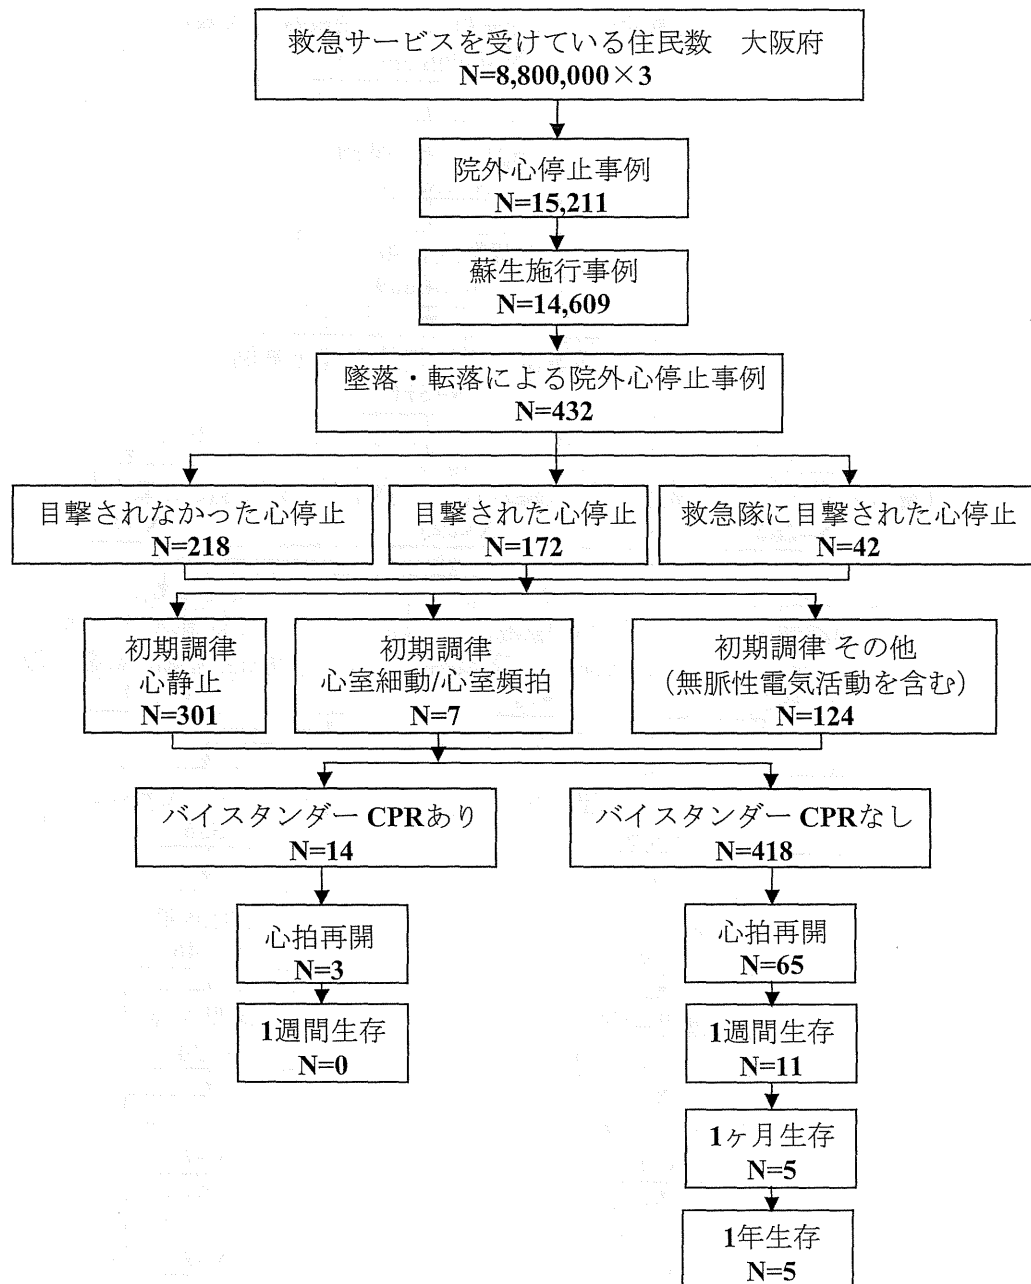 救急サービスを受けている住民数　大阪府
N=8,800,000×3
院外心停止事例
N=15,211
蘇生施行事例
N=14,609
墜落・転落による院外心停止事例
N=432
目撃されなかった心停止
N=218
目撃された心停止
N=172
救急隊に目撃された心停止
N=42
初期調律
心静止
N=301
初期調律
心室細動/心室頻拍
N=7
初期調律 その他
（無脈性電気活動を含む）
N=124
バイスタンダー CPRあり
N=14
バイスタンダー CPRなし
N=418
心拍再開
N=3
心拍再開
N=65
1週間生存
N=0
1週間生存
N=11
1ヶ月生存
N=5
1年生存
N=5